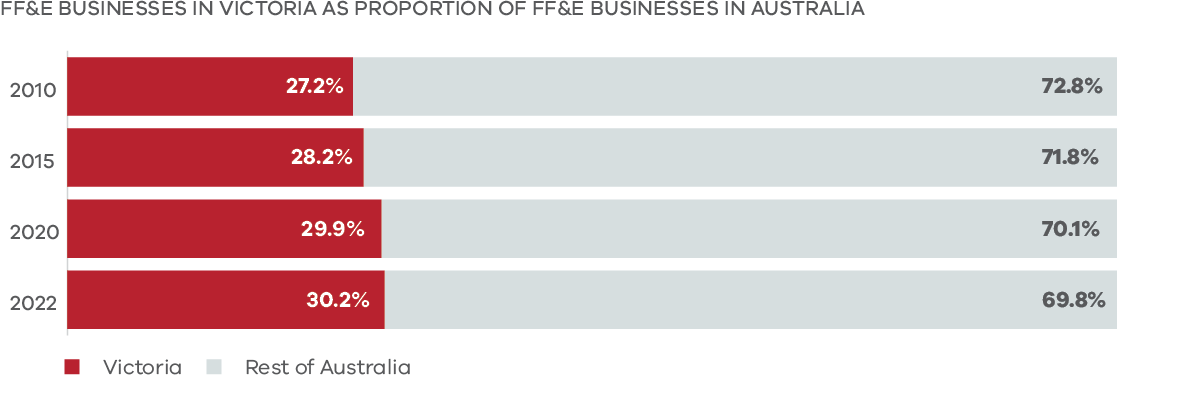 FF&E BUSINESSES IN VICTORIA AS PROPORTION OF FF&E BUSINESSES IN AUSTRALIA
2010 27.2% 72.8%
2015 28.2% 71.8%
2020 29.9% 70.1%
2022 30.2% 69.8%
Victoria Rest of Australia